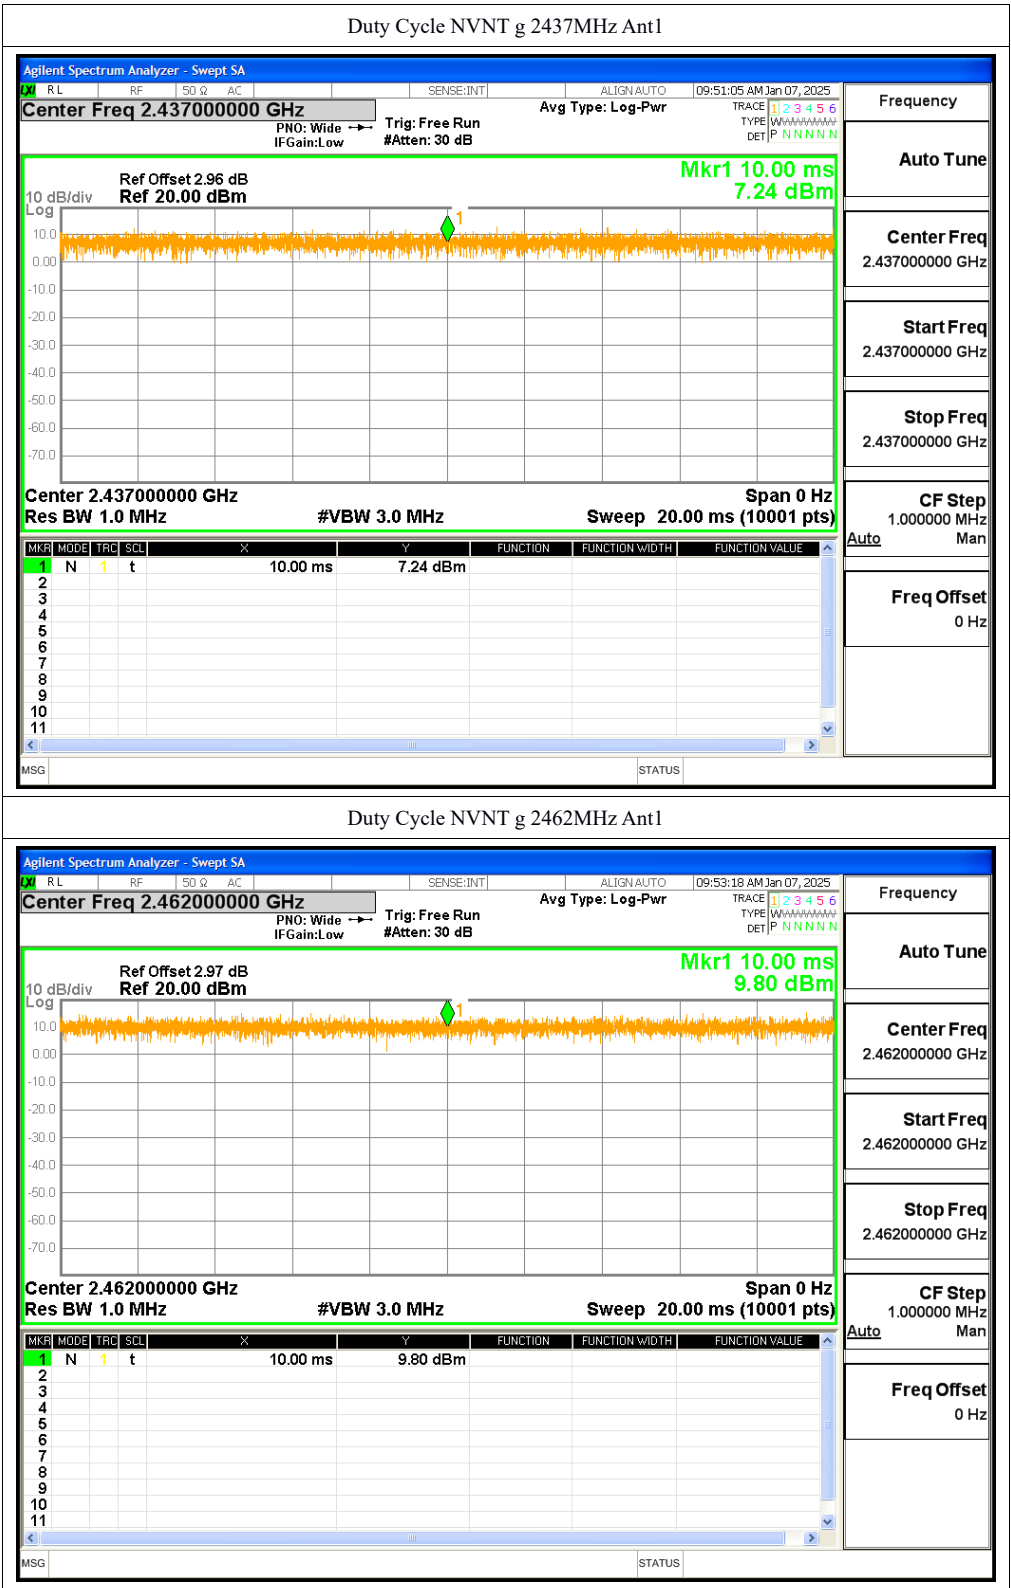 Duty Cycle NVNT g 2437MHz Ant1
Agilent Spectrum Analyzer - Swept SA
LXI RL RF 50 Ω AC SENSE:INT ALIGN AUTO 09:51:05 AM Jan 07, 2025
Center Freq 2.437000000 GHz
PNO: Wide
IFGain:Low
Trig: Free Run
#Atten: 30 dB
Avg Type: Log-Pwr
TRACE 1 2 3 4 5 6
TYPE WWWWWW
DET P N N N N N
Frequency
Auto Tune
Mkr1 10.00 ms
7.24 dBm
Ref Offset 2.96 dB
10 dB/div Ref 20.00 dBm
Log
1
10.0
0.00
-10.0
-20.0
-30.0
-40.0
-50.0
-60.0
-70.0
Center Freq
2.437000000 GHz
Start Freq
2.437000000 GHz
Stop Freq
2.437000000 GHz
CF Step
1.000000 MHz
Auto Man
Freq Offset
0 Hz
Center 2.437000000 GHz Span 0 Hz
Res BW 1.0 MHz #VBW 3.0 MHz Sweep 20.00 ms (10001 pts)
MKR MODE TRC SCL X Y FUNCTION FUNCTION WIDTH FUNCTION VALUE
1 N 1 t 10.00 ms 7.24 dBm
2
3
4
5
6
7
8
9
10
11
MSG STATUS
Duty Cycle NVNT g 2462MHz Ant1
Agilent Spectrum Analyzer - Swept SA
LXI RL RF 50 Ω AC SENSE:INT ALIGN AUTO 09:53:18 AM Jan 07, 2025
Center Freq 2.462000000 GHz
PNO: Wide
IFGain:Low
Trig: Free Run
#Atten: 30 dB
Avg Type: Log-Pwr
TRACE 1 2 3 4 5 6
TYPE WWWWWW
DET P N N N N N
Frequency
Auto Tune
Mkr1 10.00 ms
9.80 dBm
Ref Offset 2.97 dB
10 dB/div Ref 20.00 dBm
Log
1
10.0
0.00
-10.0
-20.0
-30.0
-40.0
-50.0
-60.0
-70.0
Center Freq
2.462000000 GHz
Start Freq
2.462000000 GHz
Stop Freq
2.462000000 GHz
CF Step
1.000000 MHz
Auto Man
Freq Offset
0 Hz
Center 2.462000000 GHz Span 0 Hz
Res BW 1.0 MHz #VBW 3.0 MHz Sweep 20.00 ms (10001 pts)
MKR MODE TRC SCL X Y FUNCTION FUNCTION WIDTH FUNCTION VALUE
1 N 1 t 10.00 ms 9.80 dBm
2
3
4
5
6
7
8
9
10
11
MSG STATUS